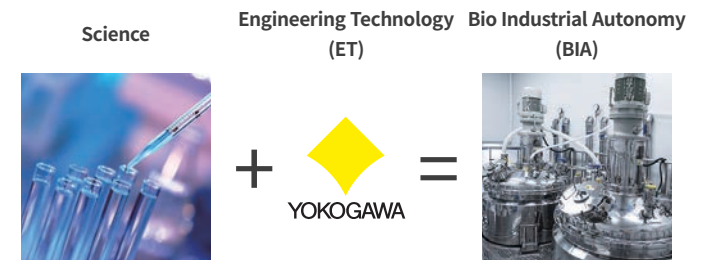 Science
Engineering Technology
(ET)
Bio Industrial Autonomy
(BIA)
+
=
YOKOGAWA